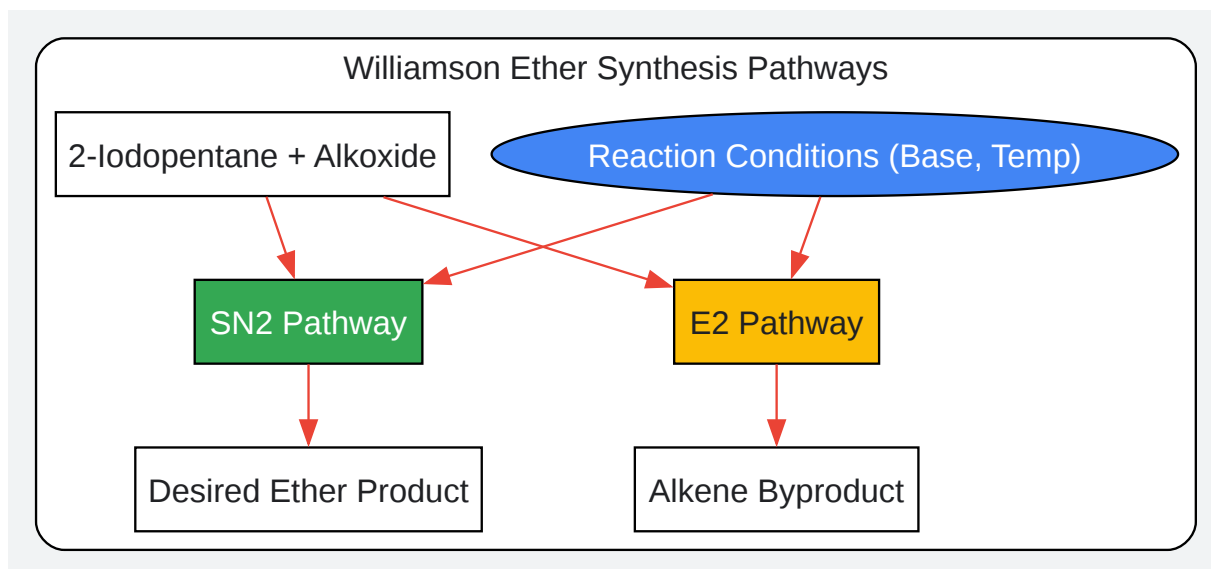 Williamson Ether Synthesis Pathways
2-Iodopentane + Alkoxide
Reaction Conditions (Base, Temp)
SN2 Pathway
E2 Pathway
Desired Ether Product
Alkene Byproduct